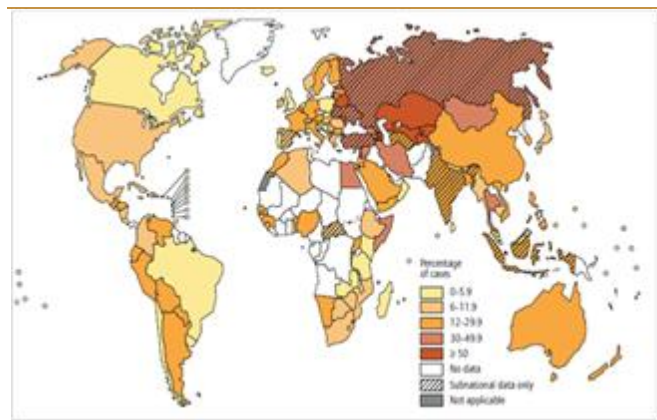 Percentage
of cases
0–5.9
6–11.9
12–29.9
30–49.9
≥ 50
No data
Subnational data only
Not applicable